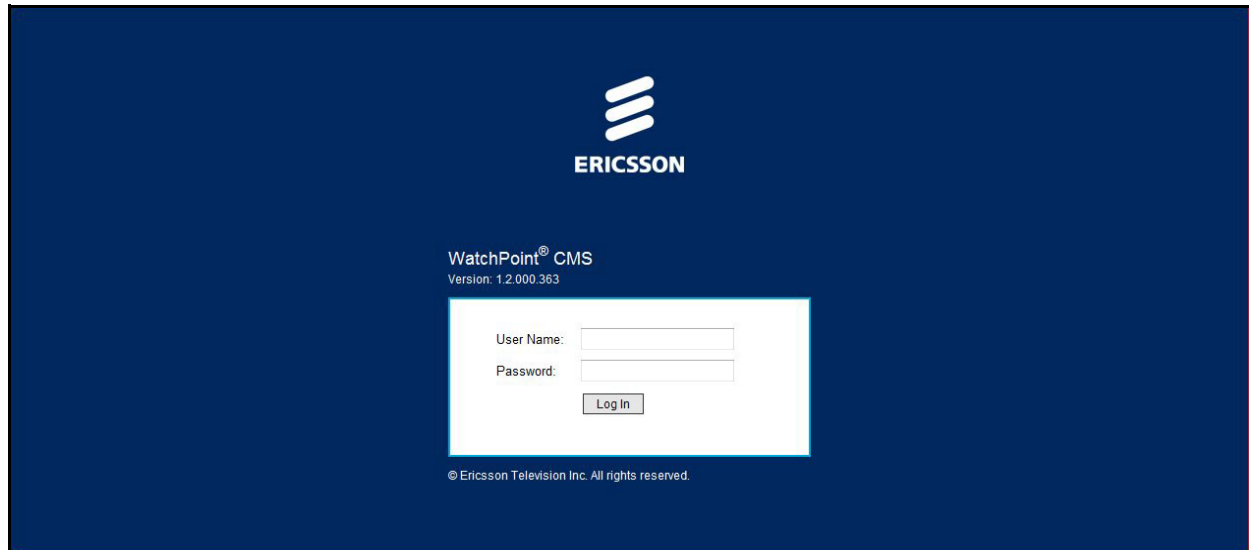 ERICSSON
WatchPoint® CMS
Version: 1.2.000.363
User Name:
Password:
Log In
© Ericsson Television Inc. All rights reserved.